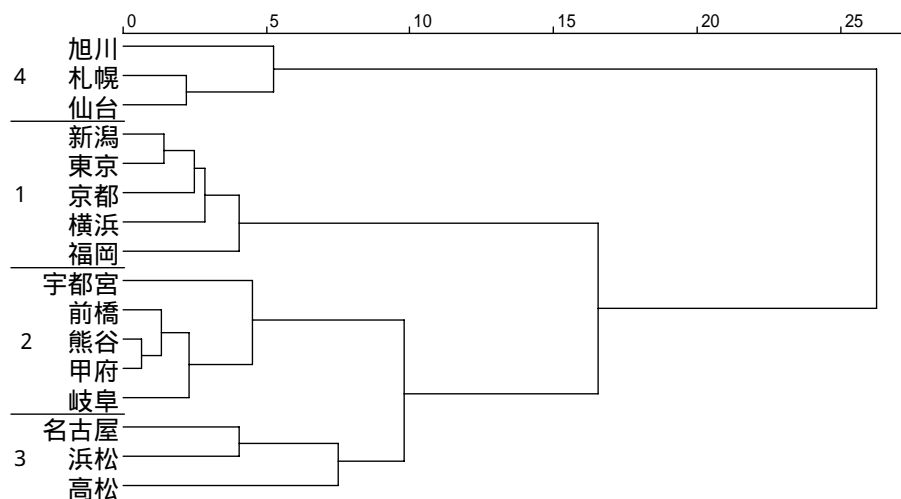 0 5 10 15 20 25
旭川
4 札幌
仙台
新潟
東京
1 京都
横浜
福岡
宇都宮
前橋
2 熊谷
甲府
岐阜
名古屋
3 浜松
高松